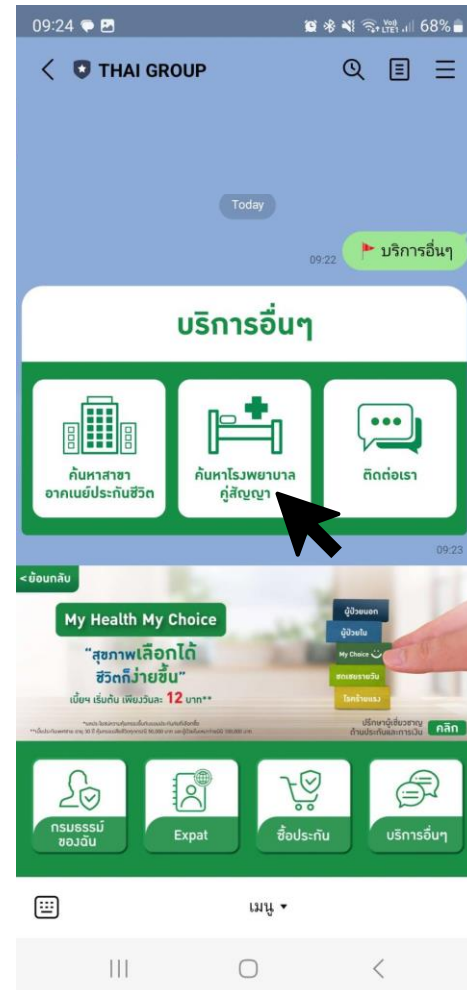 09:24
68%
THAI GROUP
Today
09:22
บริการอื่นๆ
บริการอื่นๆ
ค้นหาสาขา
อาคเนย์ประกันชีวิต
ค้นหาโรงพยาบาล
คู่สัญญา
ติดต่อเรา
09:23
<ย้อนกลับ
My Health My Choice
"สุขภาพเลือกได้
ชีวิตก็ง่ายขึ้น"
เบี้ยฯ เริ่มต้น เพียงวันละ 12 บาท**
ผู้ป่วยนอก
ผู้ป่วยใน
My Choice
ชดเชยรายวัน
โรคร้ายแรง
ปรึกษาผู้เชี่ยวชาญ
ด้านประกันและการเงิน
คลิก
กรมธรรม์
ของฉัน
Expat
ซื้อประกัน
บริการอื่นๆ
เมนู